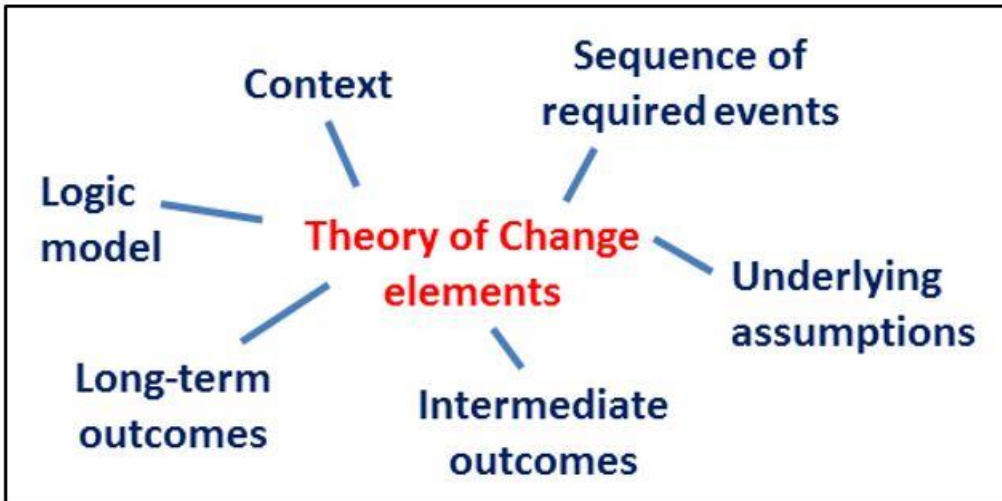 Context
Sequence of
required events
Logic
model
Theory of Change
elements
Underlying
assumptions
Long-term
outcomes
Intermediate
outcomes